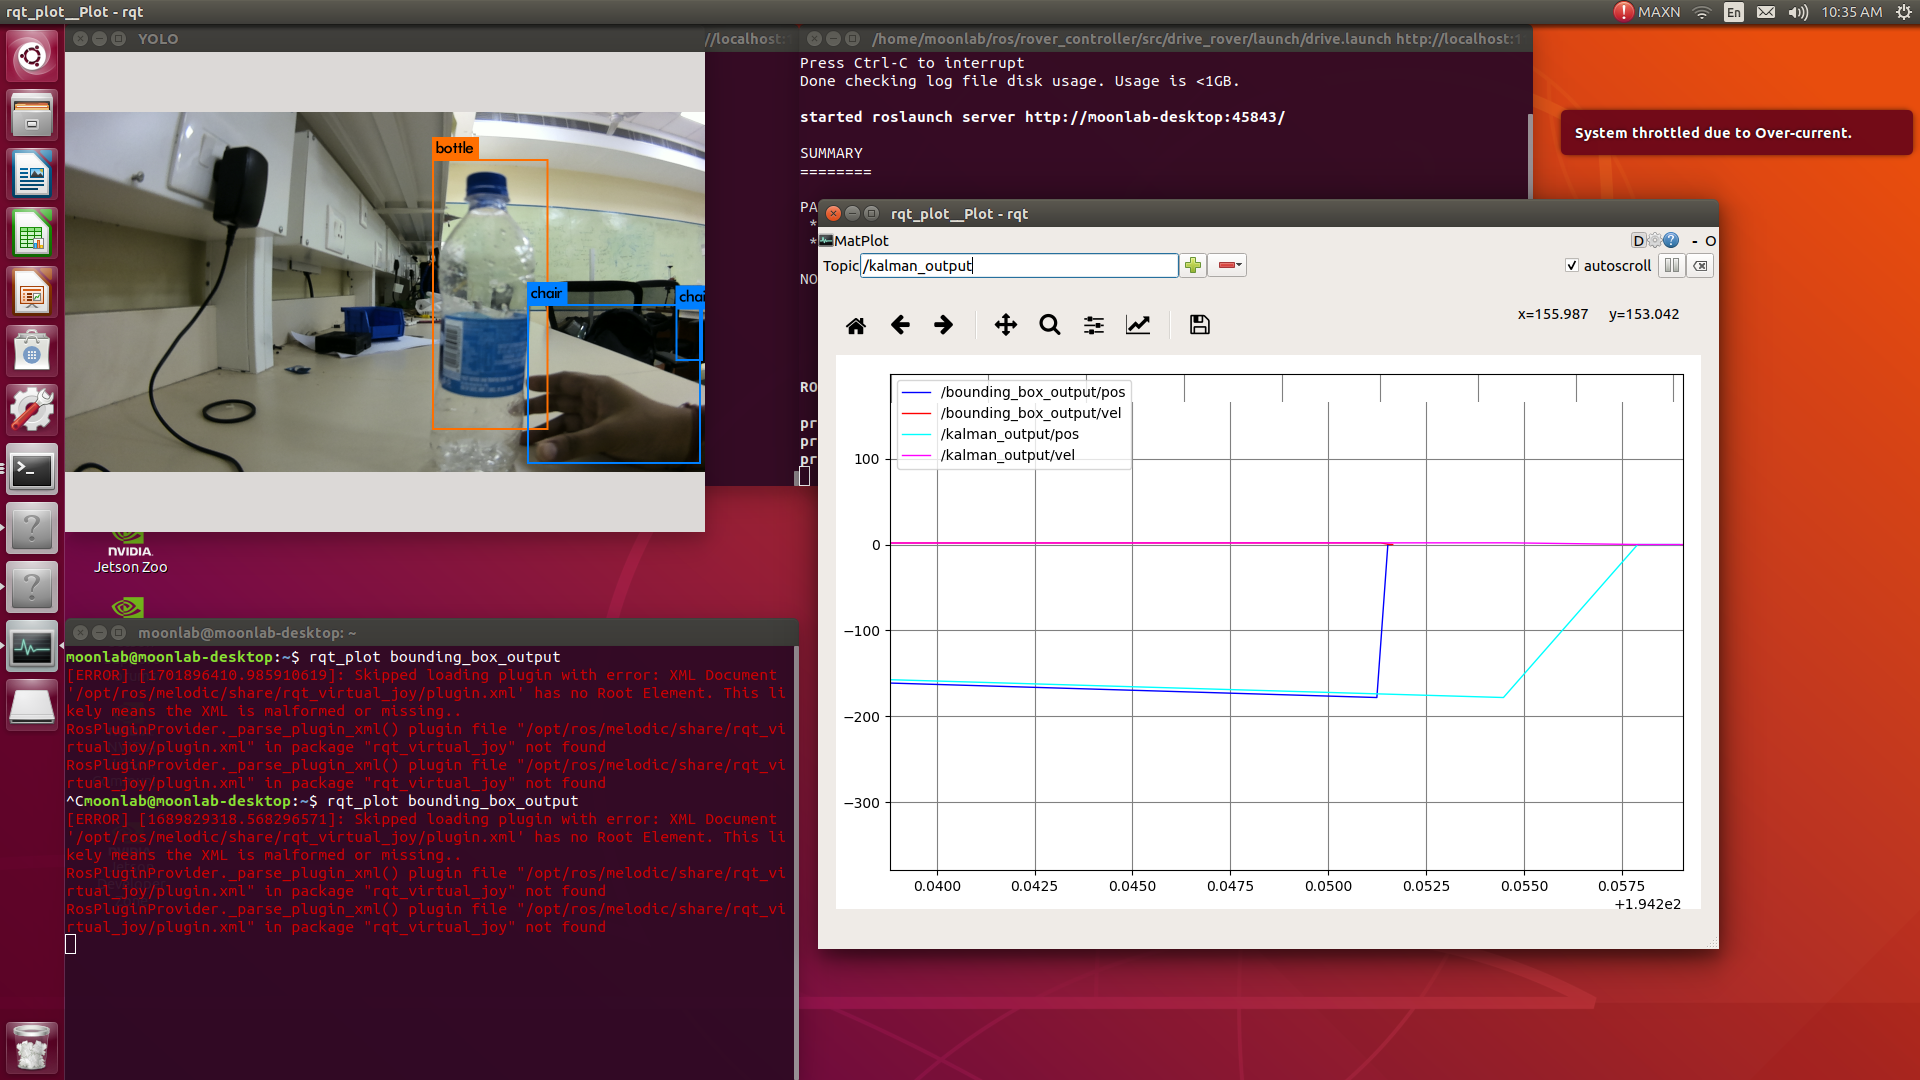 rqt_plot__Plot - rqt
MAXN
En
10:35 AM
YOLO
//localhost:
/home/moonlab/ros/rover_controller/src/drive_rover/launch/drive.launch http://localhost:1
Press Ctrl-C to interrupt
Done checking log file disk usage. Usage is <1GB.
started roslaunch server http://moonlab-desktop:45843/
SUMMARY
========
PA
*
*
NO
RO
pr
pr
pr
System throttled due to Over-current.
bottle
chair
chai
NVIDIA.
Jetson Zoo
rqt_plot__Plot - rqt
MatPlot
D
- O
Topic /kalman_output
autoscroll
x=155.987 y=153.042
/bounding_box_output/pos
/bounding_box_output/vel
/kalman_output/pos
/kalman_output/vel
100
0
−100
−200
−300
0.0400 0.0425 0.0450 0.0475 0.0500 0.0525 0.0550 0.0575
+1.942e2
moonlab@moonlab-desktop: ~
moonlab@moonlab-desktop:~$ rqt_plot bounding_box_output
[ERROR] [1701896410.985910619]: Skipped loading plugin with error: XML Document
'/opt/ros/melodic/share/rqt_virtual_joy/plugin.xml' has no Root Element. This li
kely means the XML is malformed or missing..
RosPluginProvider._parse_plugin_xml() plugin file "/opt/ros/melodic/share/rqt_vi
rtual_joy/plugin.xml" in package "rqt_virtual_joy" not found
RosPluginProvider._parse_plugin_xml() plugin file "/opt/ros/melodic/share/rqt_vi
rtual_joy/plugin.xml" in package "rqt_virtual_joy" not found
^Cmoonlab@moonlab-desktop:~$ rqt_plot bounding_box_output
[ERROR] [1689829318.568296571]: Skipped loading plugin with error: XML Document
'/opt/ros/melodic/share/rqt_virtual_joy/plugin.xml' has no Root Element. This li
kely means the XML is malformed or missing..
RosPluginProvider._parse_plugin_xml() plugin file "/opt/ros/melodic/share/rqt_vi
rtual_joy/plugin.xml" in package "rqt_virtual_joy" not found
RosPluginProvider._parse_plugin_xml() plugin file "/opt/ros/melodic/share/rqt_vi
rtual_joy/plugin.xml" in package "rqt_virtual_joy" not found